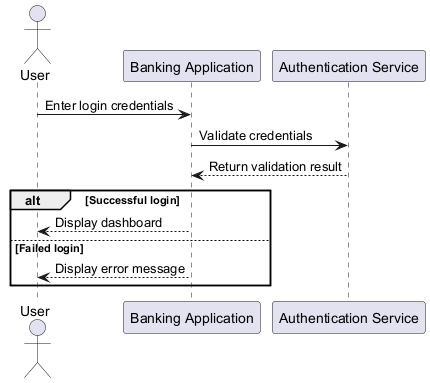 User
Banking Application
Authentication Service
Enter login credentials
Validate credentials
Return validation result
alt [Successful login]
Display dashboard
[Failed login]
Display error message
User
Banking Application
Authentication Service